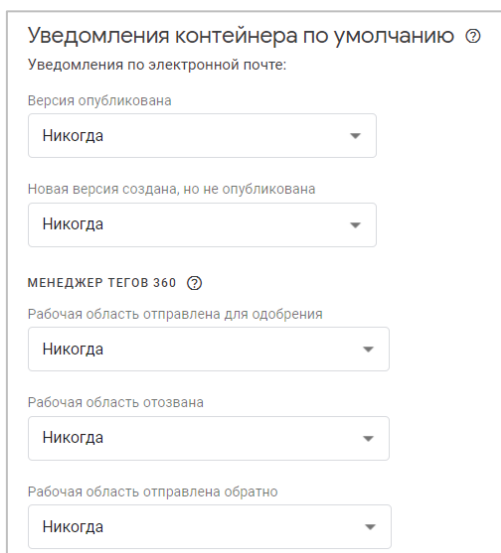 Уведомления контейнера по умолчанию
Уведомления по электронной почте:
Версия опубликована
Никогда
Новая версия создана, но не опубликована
Никогда
МЕНЕДЖЕР ТЕГОВ 360
Рабочая область отправлена для одобрения
Никогда
Рабочая область отозвана
Никогда
Рабочая область отправлена обратно
Никогда